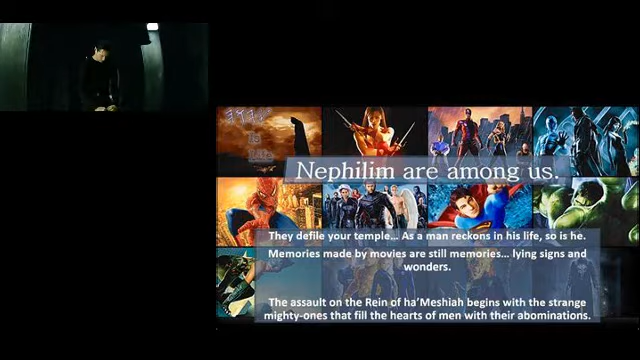 Is
Life
Nephilim are among us.
They defile your temple... As a man reckons in his life, so is he.
Memories made by movies are still memories... lying signs and
wonders.
The assault on the Rein of ha'Meshiah begins with the strange
mighty-ones that fill the hearts of men with their abominations.